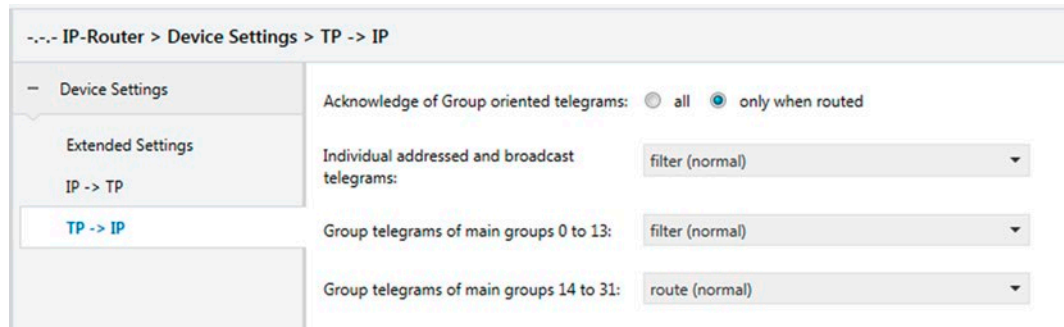 -.-.- IP-Router > Device Settings > TP -> IP
− Device Settings
Acknowledge of Group oriented telegrams: all only when routed
Extended Settings
Individual addressed and broadcast
telegrams:
filter (normal)
IP -> TP
TP -> IP
Group telegrams of main groups 0 to 13: filter (normal)
Group telegrams of main groups 14 to 31: route (normal)